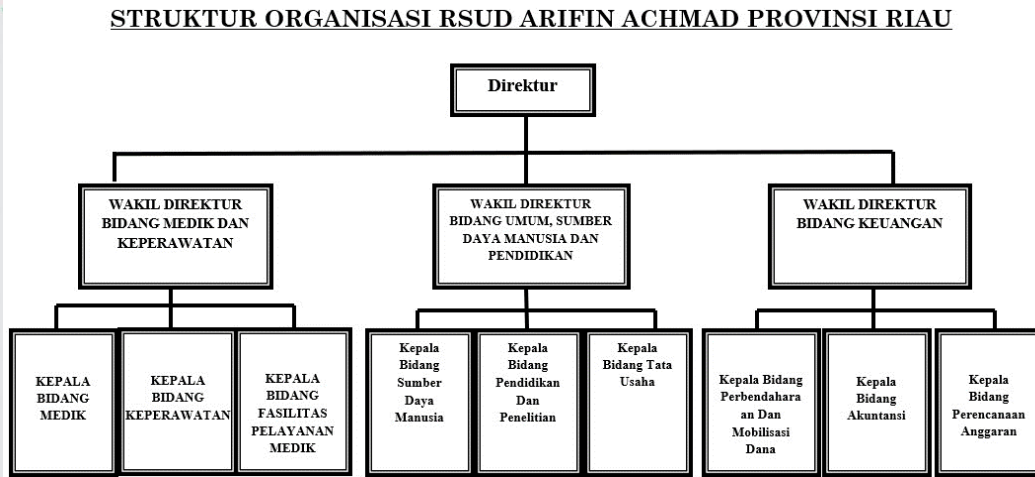 STRUKTUR ORGANISASI RSUD ARIFIN ACHMAD PROVINSI RIAU
Direktur
WAKIL DIREKTUR
BIDANG MEDIK DAN
KEPERAWATAN
WAKIL DIREKTUR
BIDANG UMUM, SUMBER
DAYA MANUSIA DAN
PENDIDIKAN
WAKIL DIREKTUR
BIDANG KEUANGAN
KEPALA
BIDANG
MEDIK
KEPALA
BIDANG
KEPERAWATAN
KEPALA
BIDANG
FASILITAS
PELAYANAN
MEDIK
Kepala
Bidang
Sumber
Daya
Manusia
Kepala
Bidang
Pendidikan
Dan
Penelitian
Kepala
Bidang Tata
Usaha
Kepala Bidang
Perbendahara
an Dan
Mobilisasi
Dana
Kepala
Bidang
Akuntansi
Kepala
Bidang
Perencanaan
Anggaran